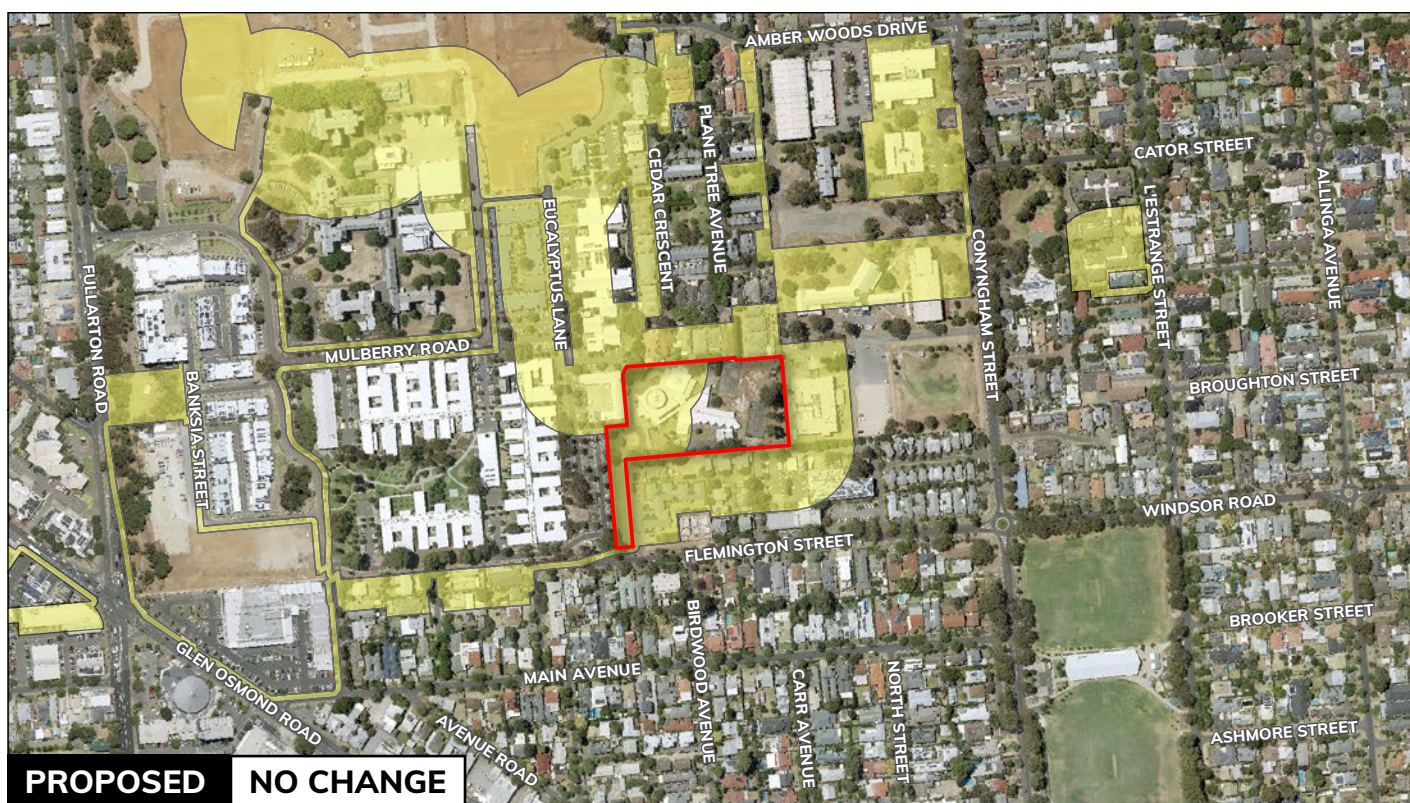 AMBER WOODS DRIVE
PLANE TREE AVENUE
CEDAR CRESCENT
CATOR STREET
L'ESTRANGE STREET
ALLINGA AVENUE
EUCALYPTUS LANE
CONYNGHAM STREET
FULLARTON ROAD
MULBERRY ROAD
BANKSIA STREET
BROUGHTON STREET
WINDSOR ROAD
FLEMINGTON STREET
BIRDWOOD AVENUE
BROOKER STREET
GLEN OSMOND ROAD
MAIN AVENUE
CARR AVENUE
NORTH STREET
AVENUE ROAD
ASHMORE STREET
PROPOSED NO CHANGE